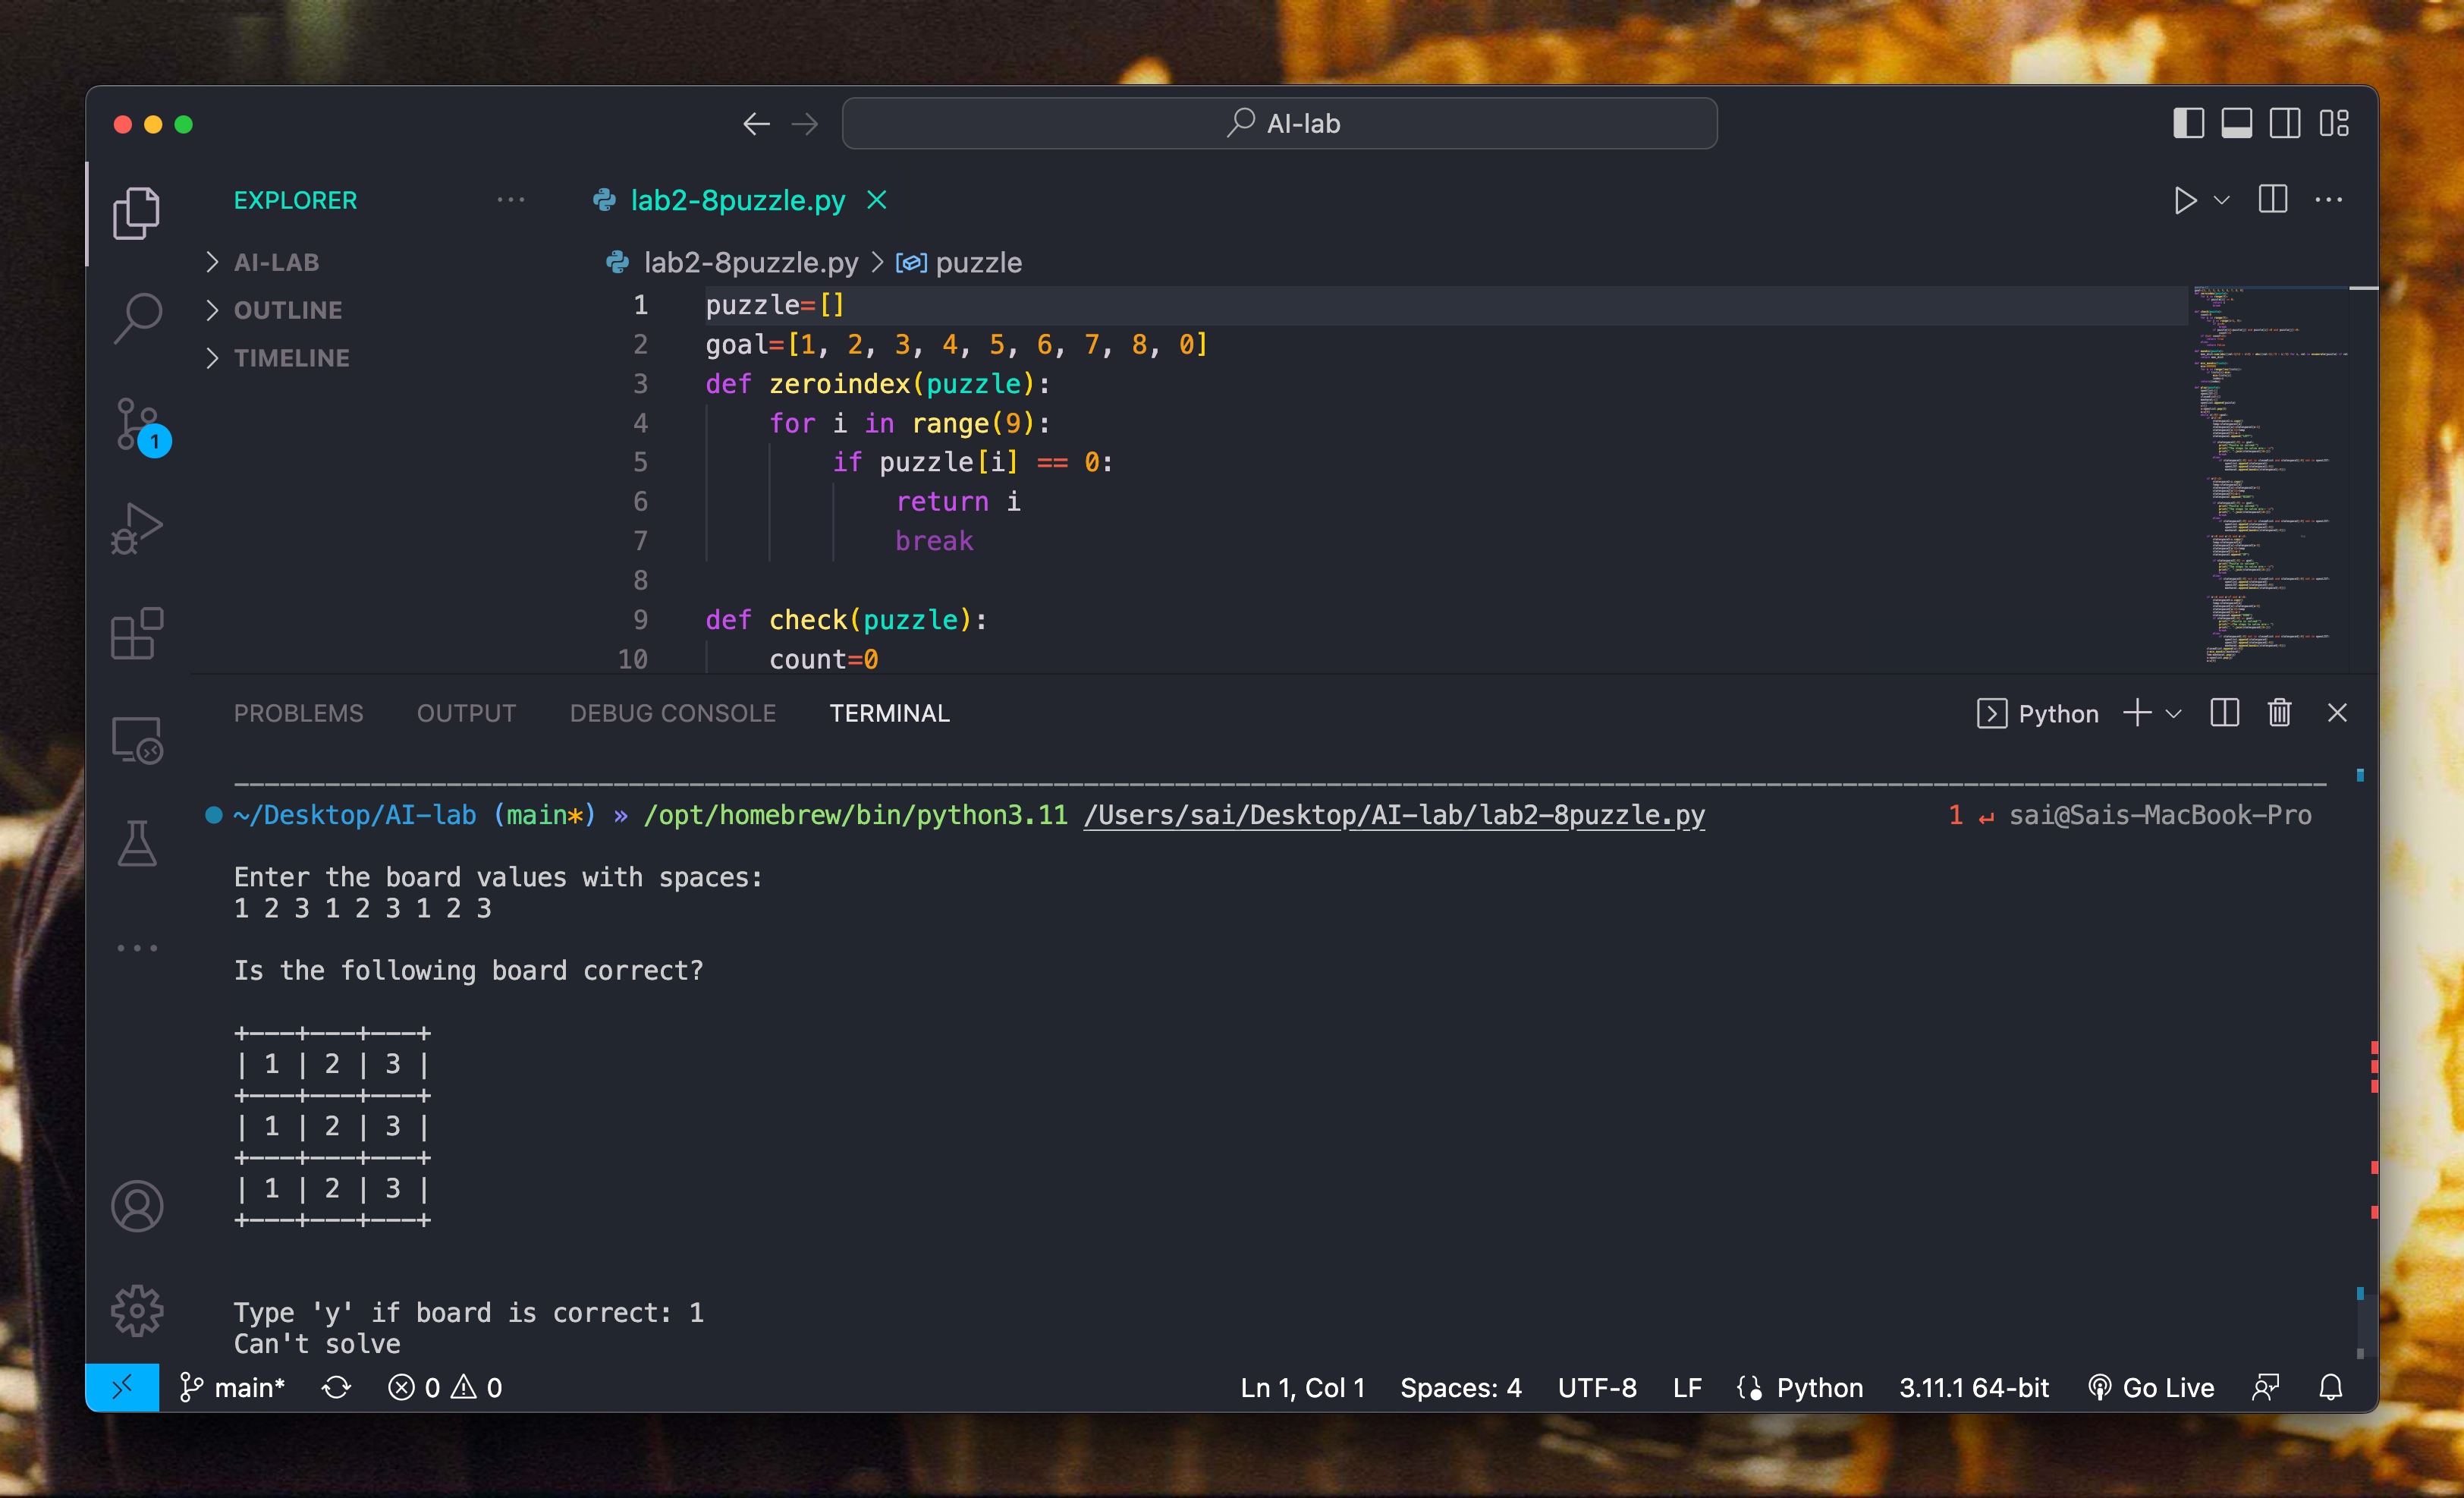 AI-lab
EXPLORER
AI-LAB
OUTLINE
TIMELINE
1
lab2-8puzzle.py
lab2-8puzzle.py > puzzle
1 puzzle=[]
2 goal=[1, 2, 3, 4, 5, 6, 7, 8, 0]
3 def zeroindex(puzzle):
4     for i in range(9):
5         if puzzle[i] == 0:
6             return i
7             break
8
9 def check(puzzle):
10     count=0
PROBLEMS OUTPUT DEBUG CONSOLE TERMINAL Python
~/Desktop/AI-lab (main*) » /opt/homebrew/bin/python3.11 /Users/sai/Desktop/AI-lab/lab2-8puzzle.py 1 ↵ sai@Sais-MacBook-Pro
Enter the board values with spaces:
1 2 3 1 2 3 1 2 3
Is the following board correct?
+---+---+---+
| 1 | 2 | 3 |
+---+---+---+
| 1 | 2 | 3 |
+---+---+---+
| 1 | 2 | 3 |
+---+---+---+
Type 'y' if board is correct: 1
Can't solve
main* 0 0 Ln 1, Col 1 Spaces: 4 UTF-8 LF Python 3.11.1 64-bit Go Live